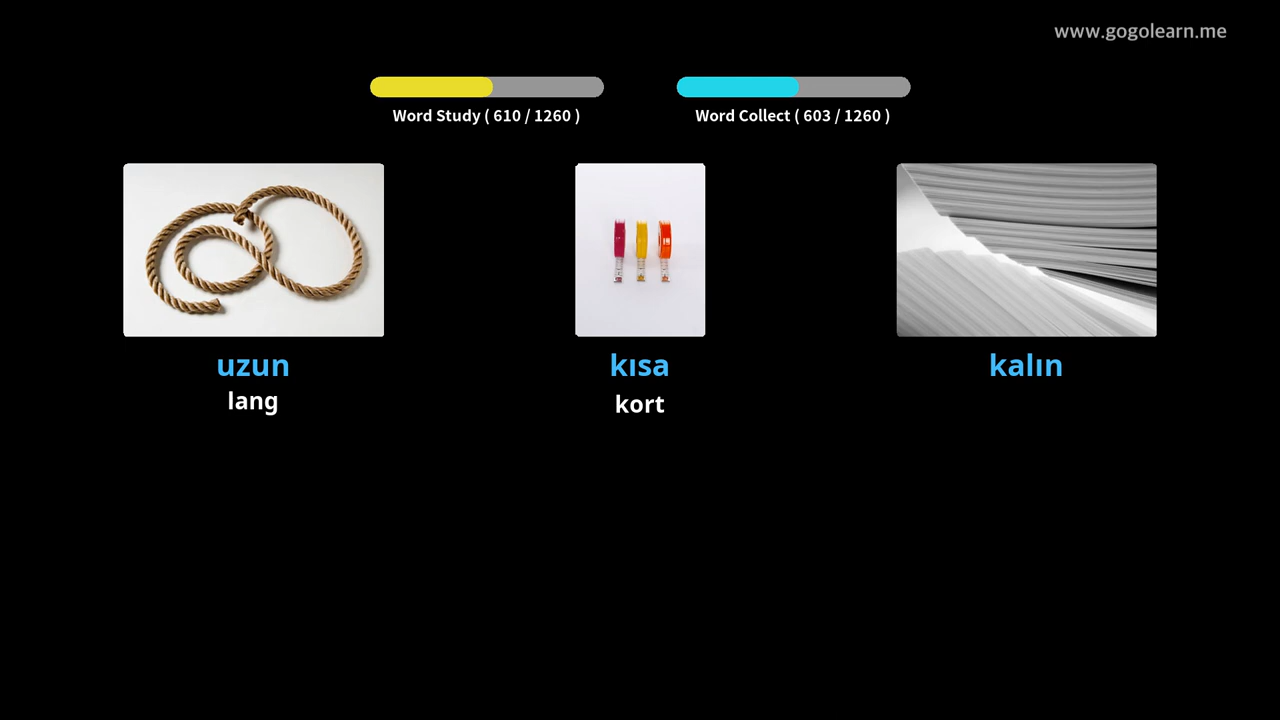 www.gogolearn.me
Word Study ( 610 / 1260 )
Word Collect ( 603 / 1260 )
uzun
lang
kısa
kort
kalın